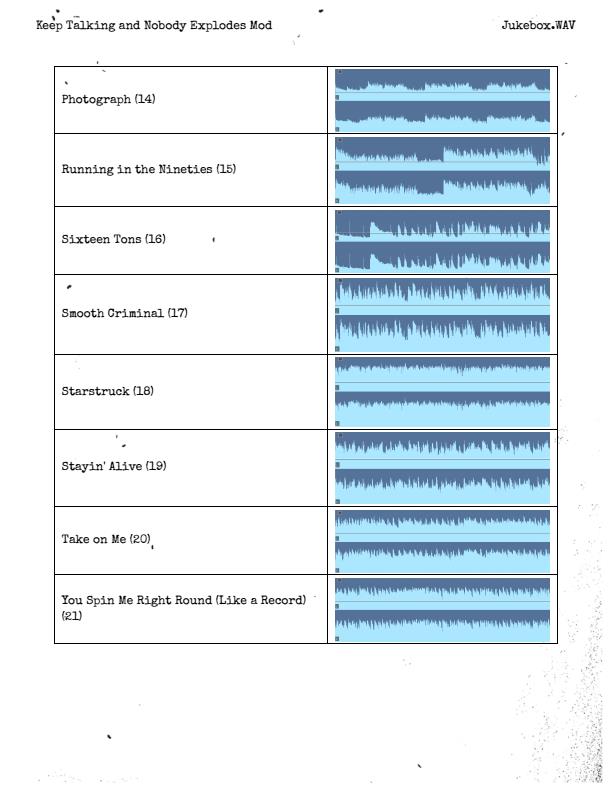 Keep Talking and Nobody Explodes Mod
Jukebox.WAV
Photograph (14)
Running in the Nineties (15)
Sixteen Tons (16)
Smooth Criminal (17)
Starstruck (18)
Stayin' Alive (19)
Take on Me (20)
You Spin Me Right Round (Like a Record)
(21)